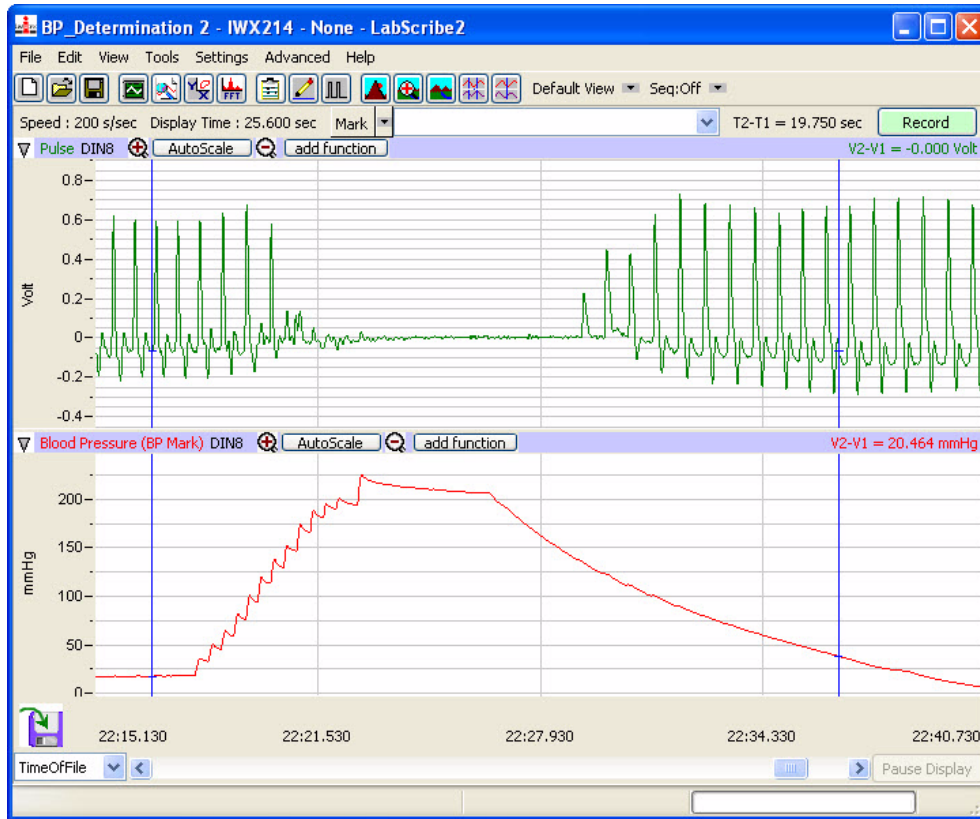 BP_Determination 2 - IWX214 - None - LabScribe2
File Edit View Tools Settings Advanced Help
YX FFT Default View Seq:Off
Speed : 200 s/sec Display Time : 25.600 sec Mark T2-T1 = 19.750 sec Record
Pulse DIN8 AutoScale add function V2-V1 = -0.000 Volt
0.8
0.6
0.4
0.2
0
-0.2
-0.4
Volt
Blood Pressure (BP Mark) DIN8 AutoScale add function V2-V1 = 20.464 mmHg
200
150
100
50
0
mmHg
22:15.130 22:21.530 22:27.930 22:34.330 22:40.730
TimeOfFile Pause Display